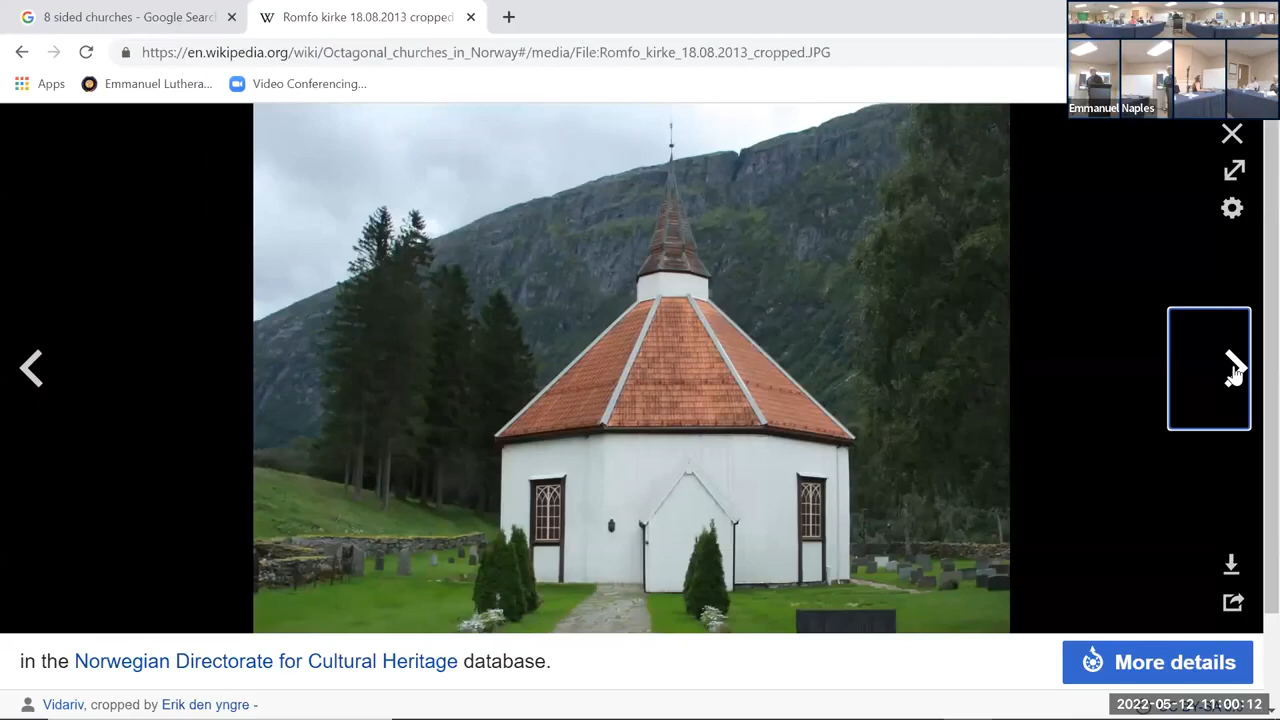 8 sided churches - Google Searc
Romfo kirke 18.08.2013 cropped
https://en.wikipedia.org/wiki/Octagonal_churches_in_Norway#/media/File:Romfo_kirke_18.08.2013_cropped.JPG
Apps
Emmanuel Luthera...
Video Conferencing...
Emmanuel Naples
in the Norwegian Directorate for Cultural Heritage database.
More details
Vidariv, cropped by Erik den yngre -
2022-05-12 11:00:12